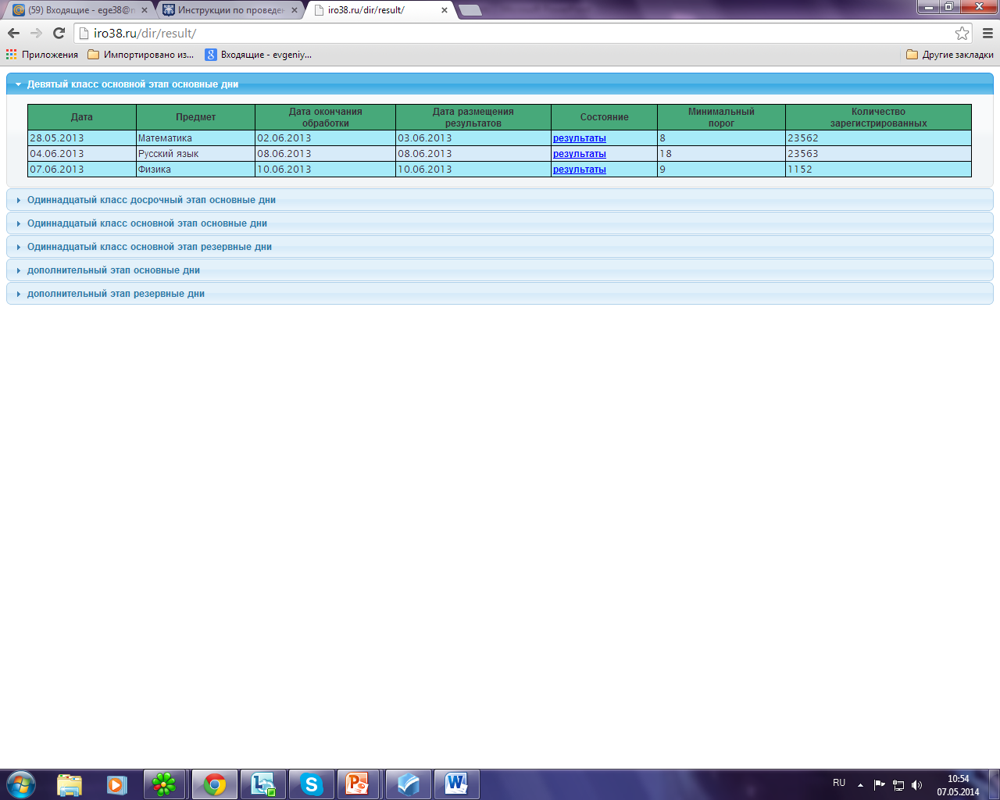 (59) Входящие - ege38@
Инструкции по проведе
iro38.ru/dir/result/
iro38.ru/dir/result/
Приложения
Импортировано из...
Входящие - evgeniy...
Другие закладки
Девятый класс основной этап основные дни
Дата Предмет Дата окончания обработки Дата размещения результатов Состояние Минимальный порог Количество зарегистрированных
28.05.2013 Математика 02.06.2013 03.06.2013 результаты 8 23562
04.06.2013 Русский язык 08.06.2013 08.06.2013 результаты 18 23563
07.06.2013 Физика 10.06.2013 10.06.2013 результаты 9 1152
Одиннадцатый класс досрочный этап основные дни
Одиннадцатый класс основной этап основные дни
Одиннадцатый класс основной этап резервные дни
дополнительный этап основные дни
дополнительный этап резервные дни
RU
10:54
07.05.2014